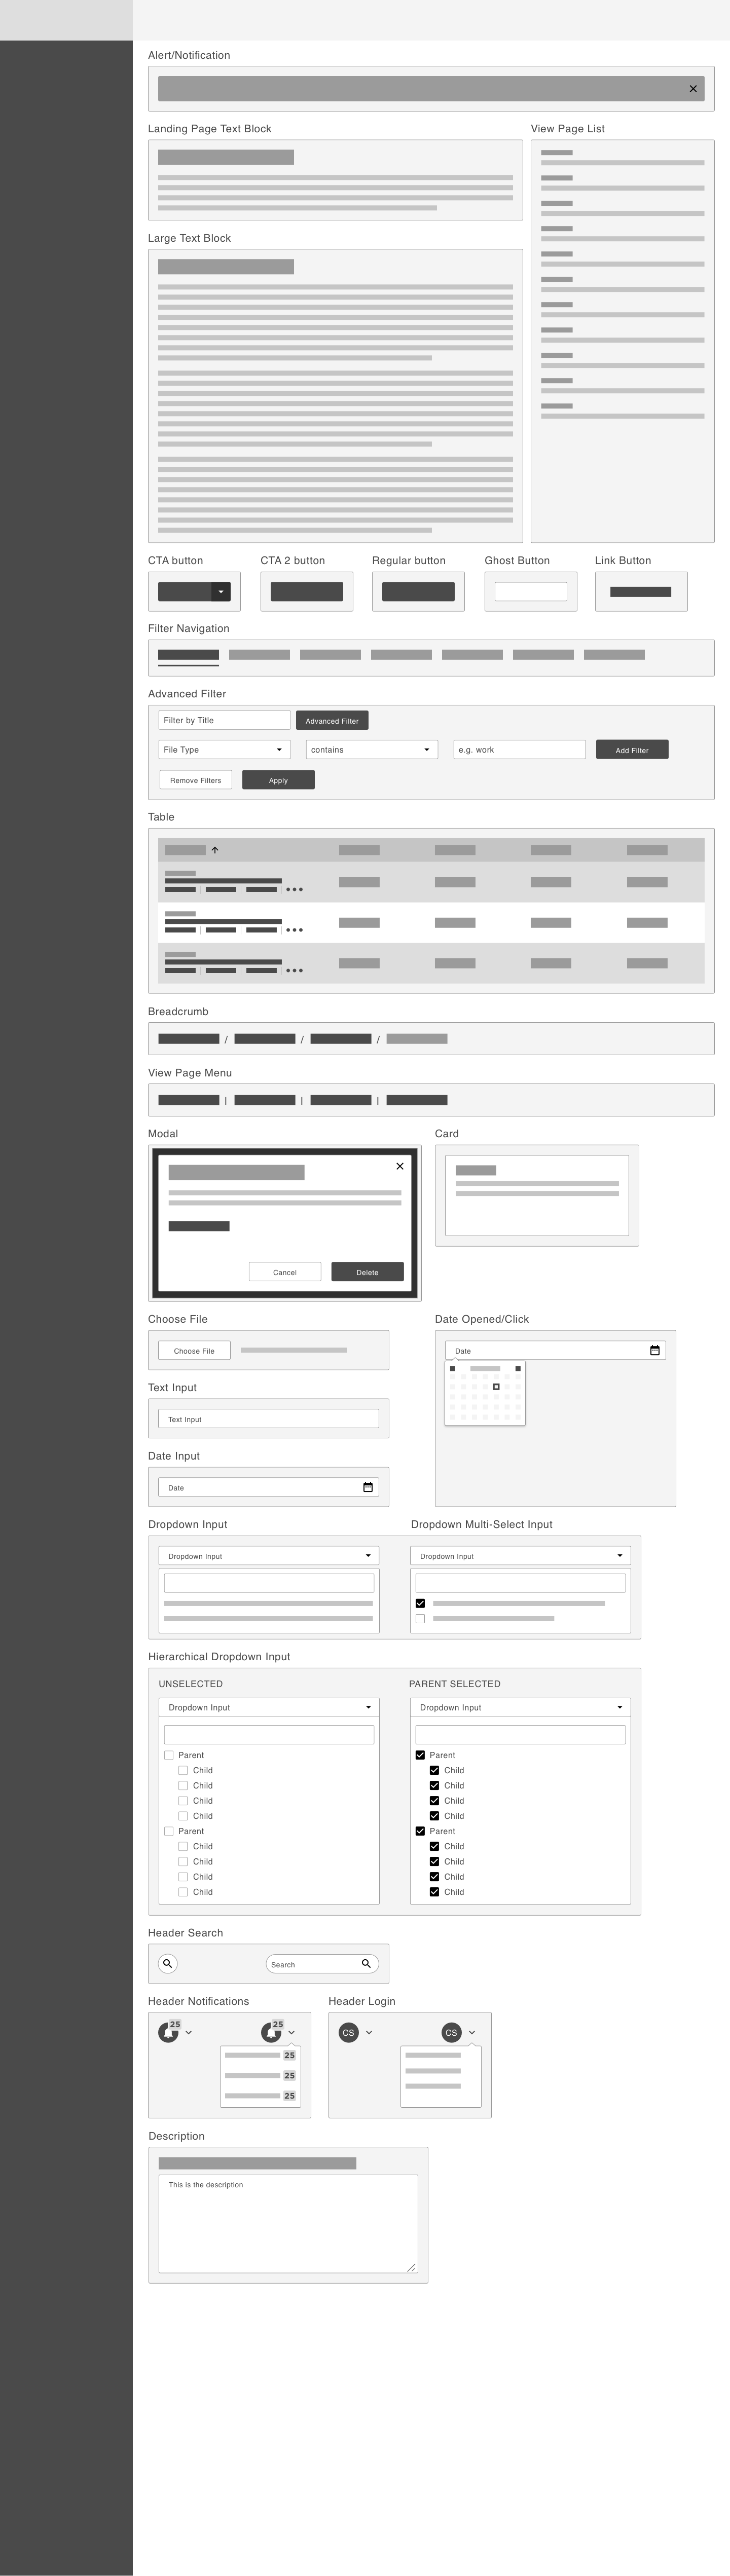 Alert/Notification
Landing Page Text Block
View Page List
Large Text Block
CTA button
CTA 2 button
Regular button
Ghost Button
Link Button
Filter Navigation
Advanced Filter
Filter by Title
Advanced Filter
File Type
contains
e.g. work
Add Filter
Remove Filters
Apply
Table
Breadcrumb
/ / /
View Page Menu
| | |
Modal
Card
Cancel
Delete
Choose File
Date Opened/Click
Choose File
Date
Text Input
Text Input
Date Input
Date
Dropdown Input
Dropdown Multi-Select Input
Dropdown Input
Dropdown Input
Hierarchical Dropdown Input
UNSELECTED
PARENT SELECTED
Dropdown Input
Dropdown Input
Parent
Parent
Child
Child
Child
Child
Child
Child
Child
Child
Parent
Parent
Child
Child
Child
Child
Child
Child
Child
Child
Header Search
Search
Header Notifications
Header Login
25
25
CS
CS
25
25
25
Description
This is the description